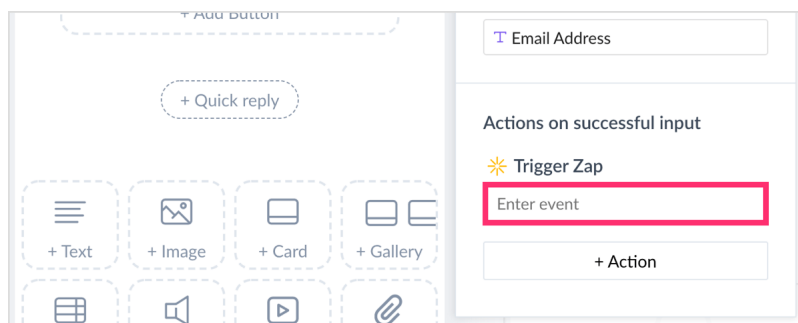 + Add Button
+ Quick reply
+ Text
+ Image
+ Card
+ Gallery
Email Address
Actions on successful input
Trigger Zap
Enter event
+ Action